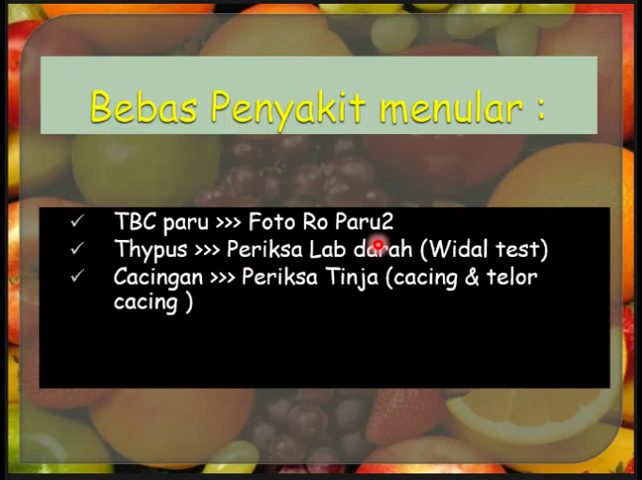 Bebas Penyakit menular :
✓ TBC paru >>> Foto Ro Paru2
✓ Thypus >>> Periksa Lab darah (Widal test)
✓ Cacingan >>> Periksa Tinja (cacing & telor
cacing )